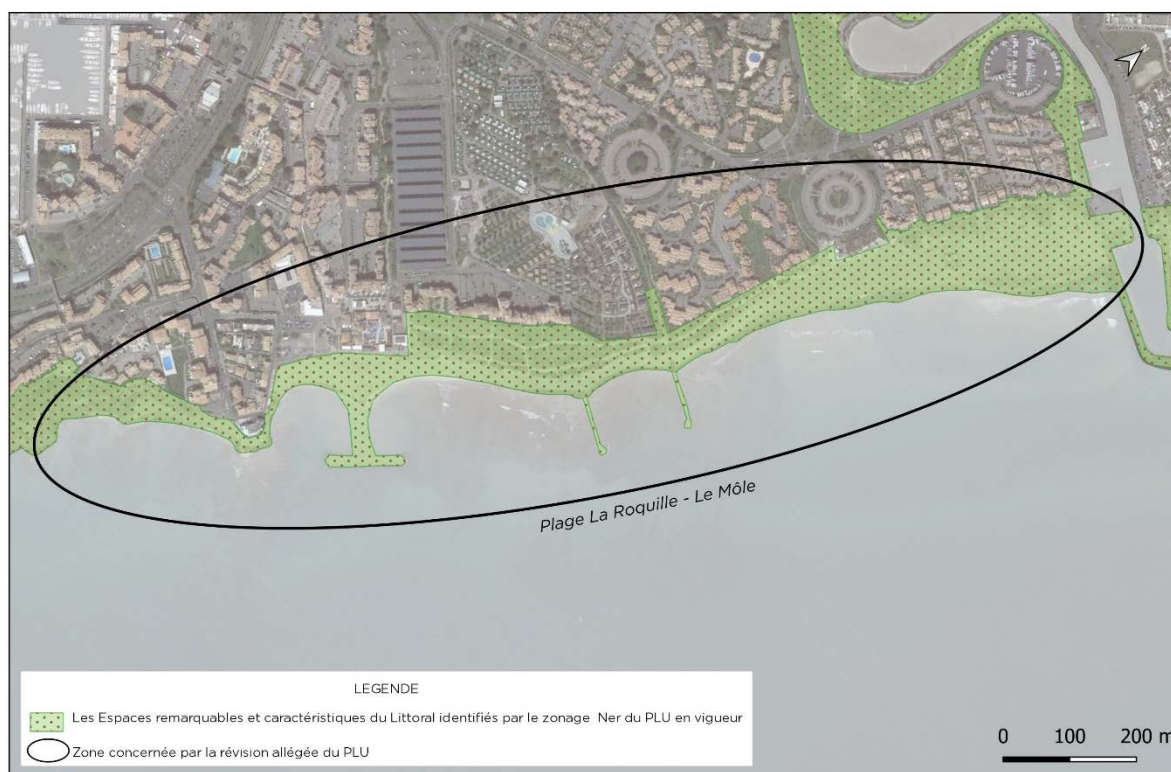 Plage La Roquille - Le Môle
LEGENDE
Les Espaces remarquables et caractéristiques du Littoral identifiés par le zonage Ner du PLU en vigueur
Zone concernée par la révision allégée du PLU
0 100 200 m